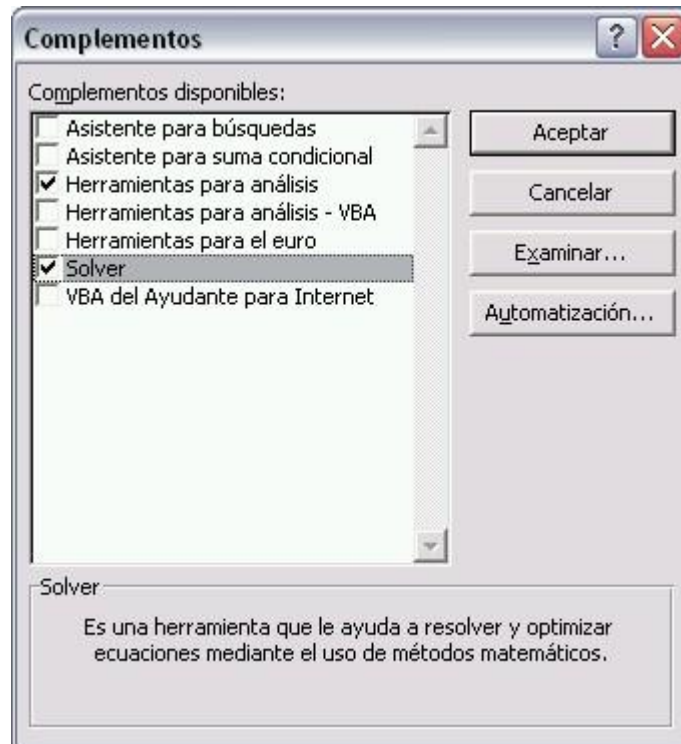 Complementos
Complementos disponibles:
Asistente para búsquedas
Asistente para suma condicional
Herramientas para análisis
Herramientas para análisis - VBA
Herramientas para el euro
Solver
VBA del Ayudante para Internet
Aceptar
Cancelar
Examinar...
Automatización...
Solver
Es una herramienta que le ayuda a resolver y optimizar
ecuaciones mediante el uso de métodos matemáticos.